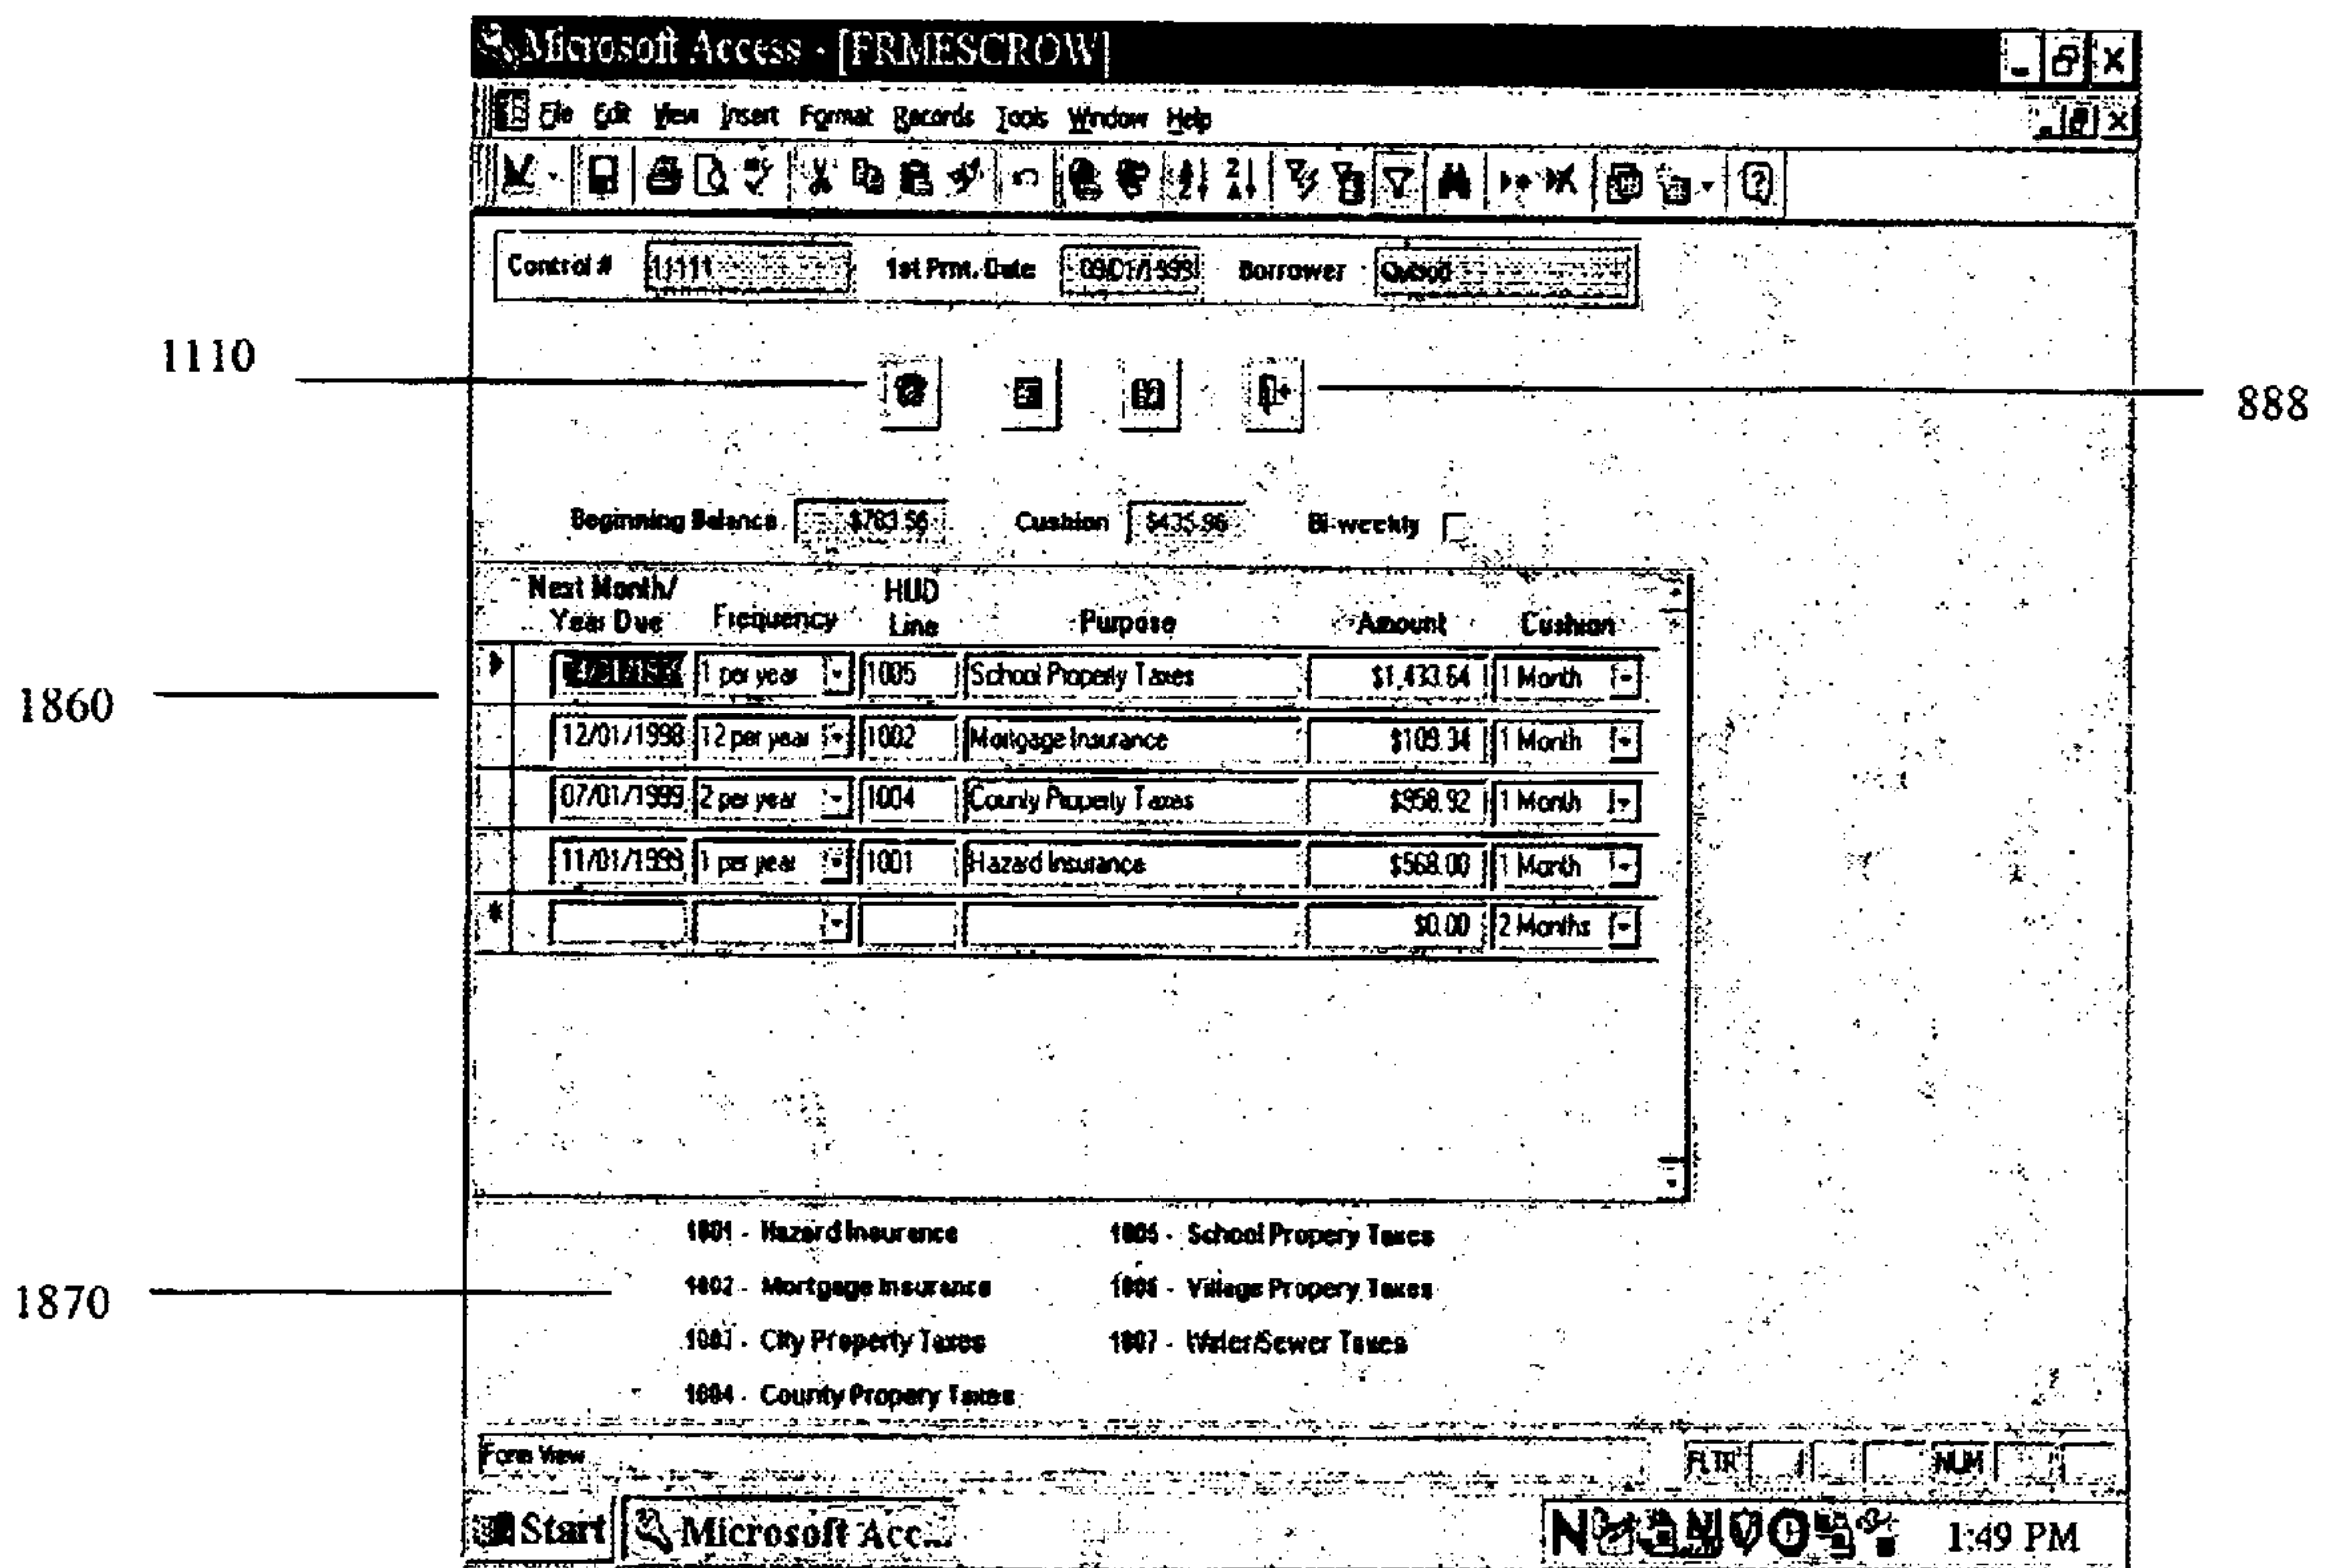 Microsoft Access - [FRMESCROW]
File Edit View Insert Format Records Tools Window Help
Control # 11111 1st Pmt. Date Borrower
1110
888
Beginning Balance $783.56 Cushion $435.96 Bi-weekly
Next Month/ Year Due Frequency HUD Line Purpose Amount Cushion
1 per year 1005 School Property Taxes $1,433.64 1 Month
1860
12/01/1998 12 per year 1002 Mortgage Insurance $109.34 1 Month
07/01/1999 2 per year 1004 County Property Taxes $958.92 1 Month
11/01/1999 1 per year 1001 Hazard Insurance $568.00 1 Month
* $0.00 2 Months
1001 - Hazard Insurance 1005 - School Propery Taxes
1002 - Mortgage Insurance 1006 - Village Propery Taxes
1870
1003 - City Property Taxes 1007 - Water/Sewer Taxes
1004 - County Propery Taxes
Form View FLTR NUM
Start Microsoft Acc... 1:49 PM